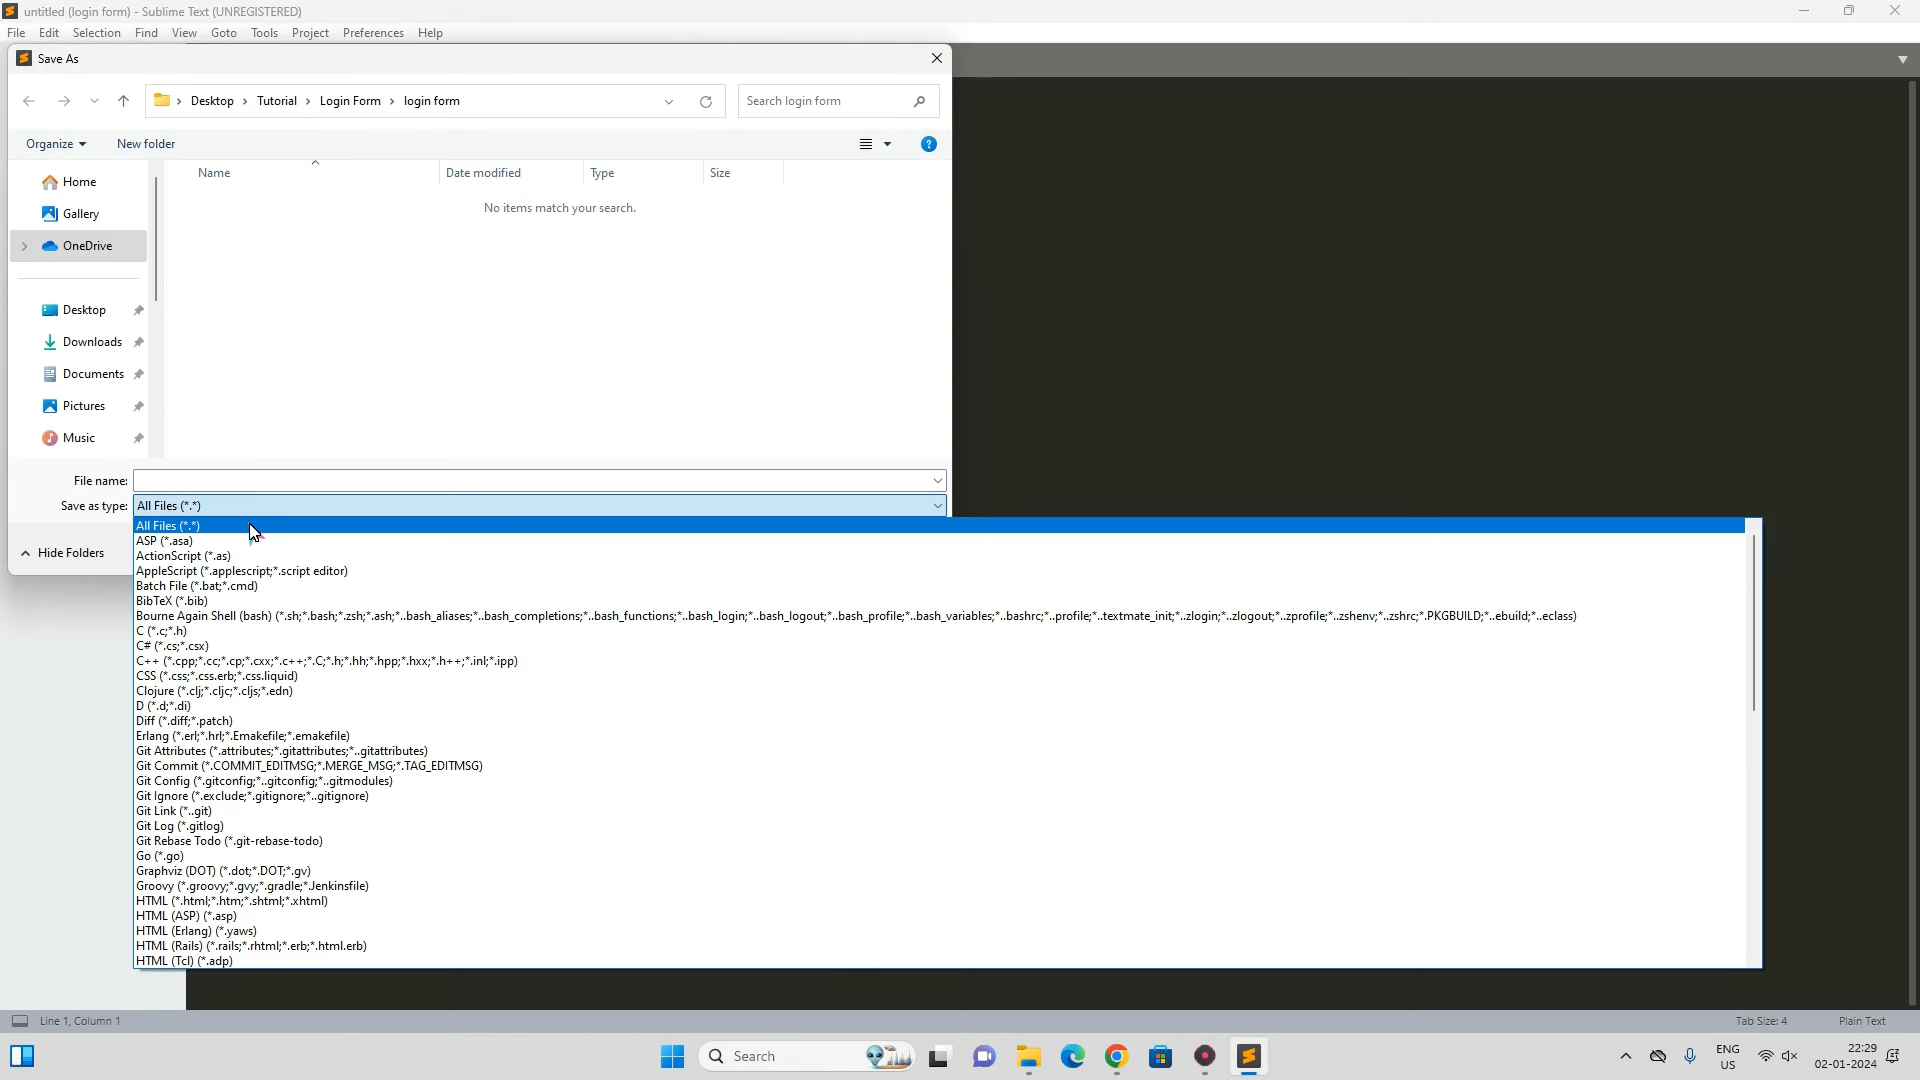 untitled (login form) - Sublime Text (UNREGISTERED)
File Edit Selection Find View Goto Tools Project Preferences Help
Save As
Desktop Tutorial Login Form login form
Search login form
Organize New folder
Name Date modified Type Size
No items match your search.
Home
Gallery
OneDrive
Desktop
Downloads
Documents
Pictures
Music
File name:
Save as type: All Files (*.*)
Hide Folders
All Files (*.*)
ASP (*.asa)
ActionScript (*.as)
AppleScript (*.applescript;*.script editor)
Batch File (*.bat;*.cmd)
BibTeX (*.bib)
Bourne Again Shell (bash) (*.sh;*.bash;*.zsh;*.ash;*..bash_aliases;*..bash_completions;*..bash_functions;*..bash_login;*..bash_logout;*..bash_profile;*..bash_variables;*..bashrc;*..profile;*..textmate_init;*..zlogin;*..zlogout;*..zprofile;*..zshenv;*..zshrc;*.PKGBUILD;*..ebuild;*..eclass)
C (*.c;*.h)
C# (*.cs;*.csx)
C++ (*.cpp;*.cc;*.cp;*.cxx;*.c++;*.C;*.h;*.hh;*.hpp;*.hxx;*.h++;*.inl;*.ipp)
CSS (*.css;*.css.erb;*.css.liquid)
Clojure (*.clj;*.cljc;*.cljs;*.edn)
D (*.d;*.di)
Diff (*.diff;*.patch)
Erlang (*.erl;*.hrl;*.Emakefile;*.emakefile)
Git Attributes (*.attributes;*.gitattributes;*..gitattributes)
Git Commit (*.COMMIT_EDITMSG;*.MERGE_MSG;*.TAG_EDITMSG)
Git Config (*.gitconfig;*..gitconfig;*..gitmodules)
Git Ignore (*.exclude;*.gitignore;*..gitignore)
Git Link (*..git)
Git Log (*.gitlog)
Git Rebase Todo (*.git-rebase-todo)
Go (*.go)
Graphviz (DOT) (*.dot;*.DOT;*.gv)
Groovy (*.groovy;*.gvy;*.gradle;*.Jenkinsfile)
HTML (*.html;*.htm;*.shtml;*.xhtml)
HTML (ASP) (*.asp)
HTML (Erlang) (*.yaws)
HTML (Rails) (*.rails;*.rhtml;*.erb;*.html.erb)
HTML (Tcl) (*.adp)
Line 1, Column 1 Tab Size: 4 Plain Text
Search
ENG 22:29
US 02-01-2024